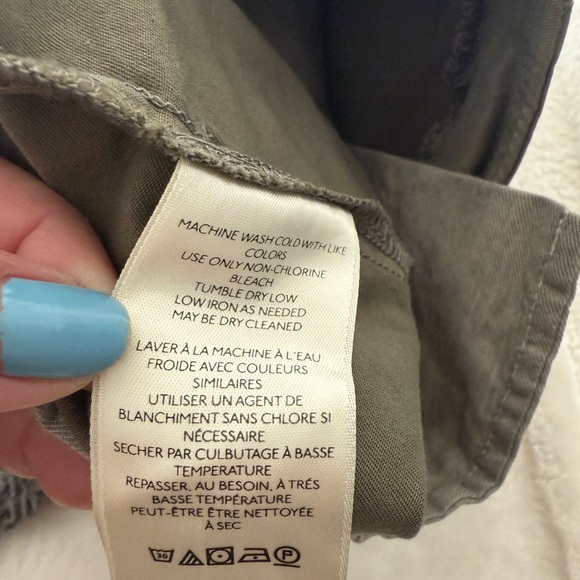 MACHINE WASH COLD WITH LIKE
COLORS
USE ONLY NON-CHLORINE
BLEACH
TUMBLE DRY LOW
LOW IRON AS NEEDED
MAY BE DRY CLEANED
LAVER À LA MACHINE À L'EAU
FROIDE AVEC COULEURS
SIMILAIRES
UTILISER UN AGENT DE
BLANCHIMENT SANS CHLORE SI
NÉCESSAIRE
SECHER PAR CULBUTAGE À BASSE
TEMPERATURE
REPASSER, AU BESOIN, À TRÉS
BASSE TEMPÉRATURE
PEUT-ÊTRE ÊTRE NETTOYÉE
À SEC
30 P